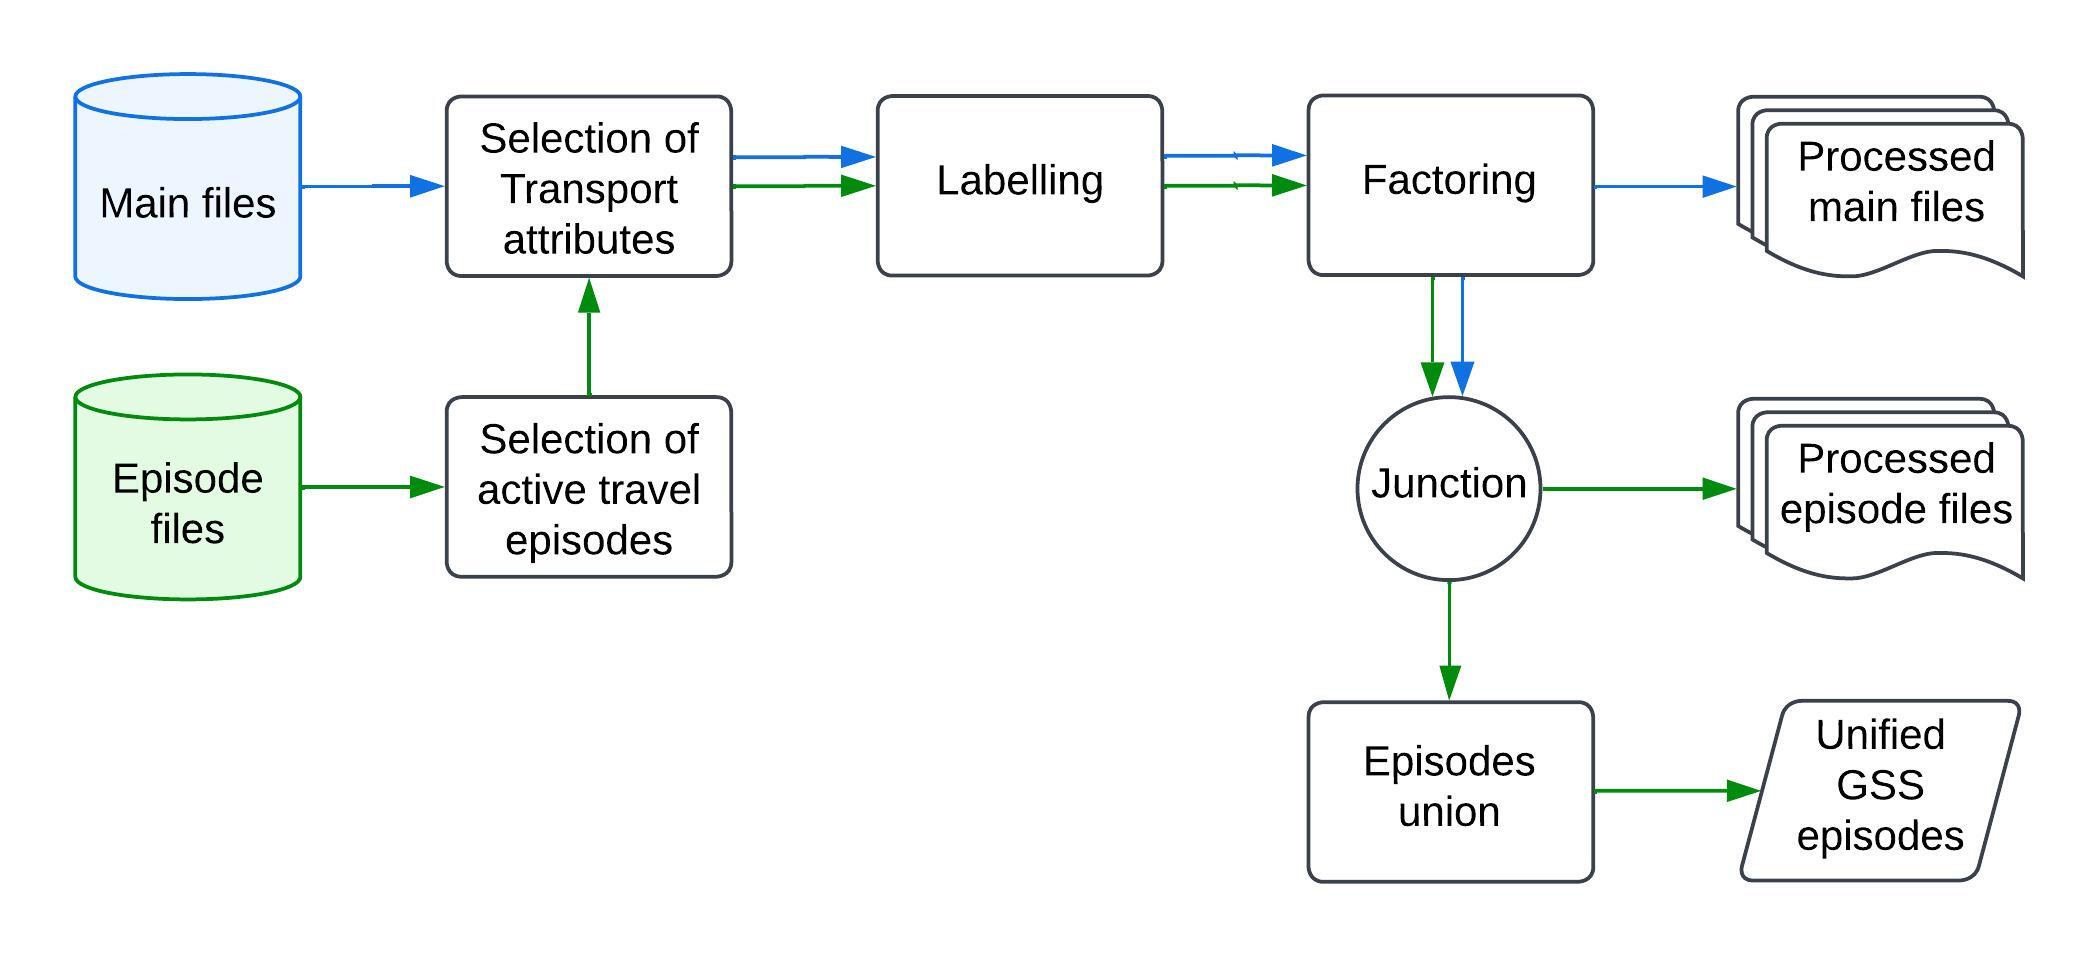 Main files
Selection of
Transport
attributes
Labelling
Factoring
Processed
main files
Episode
files
Selection of
active travel
episodes
Junction
Processed
episode files
Episodes
union
Unified
GSS
episodes